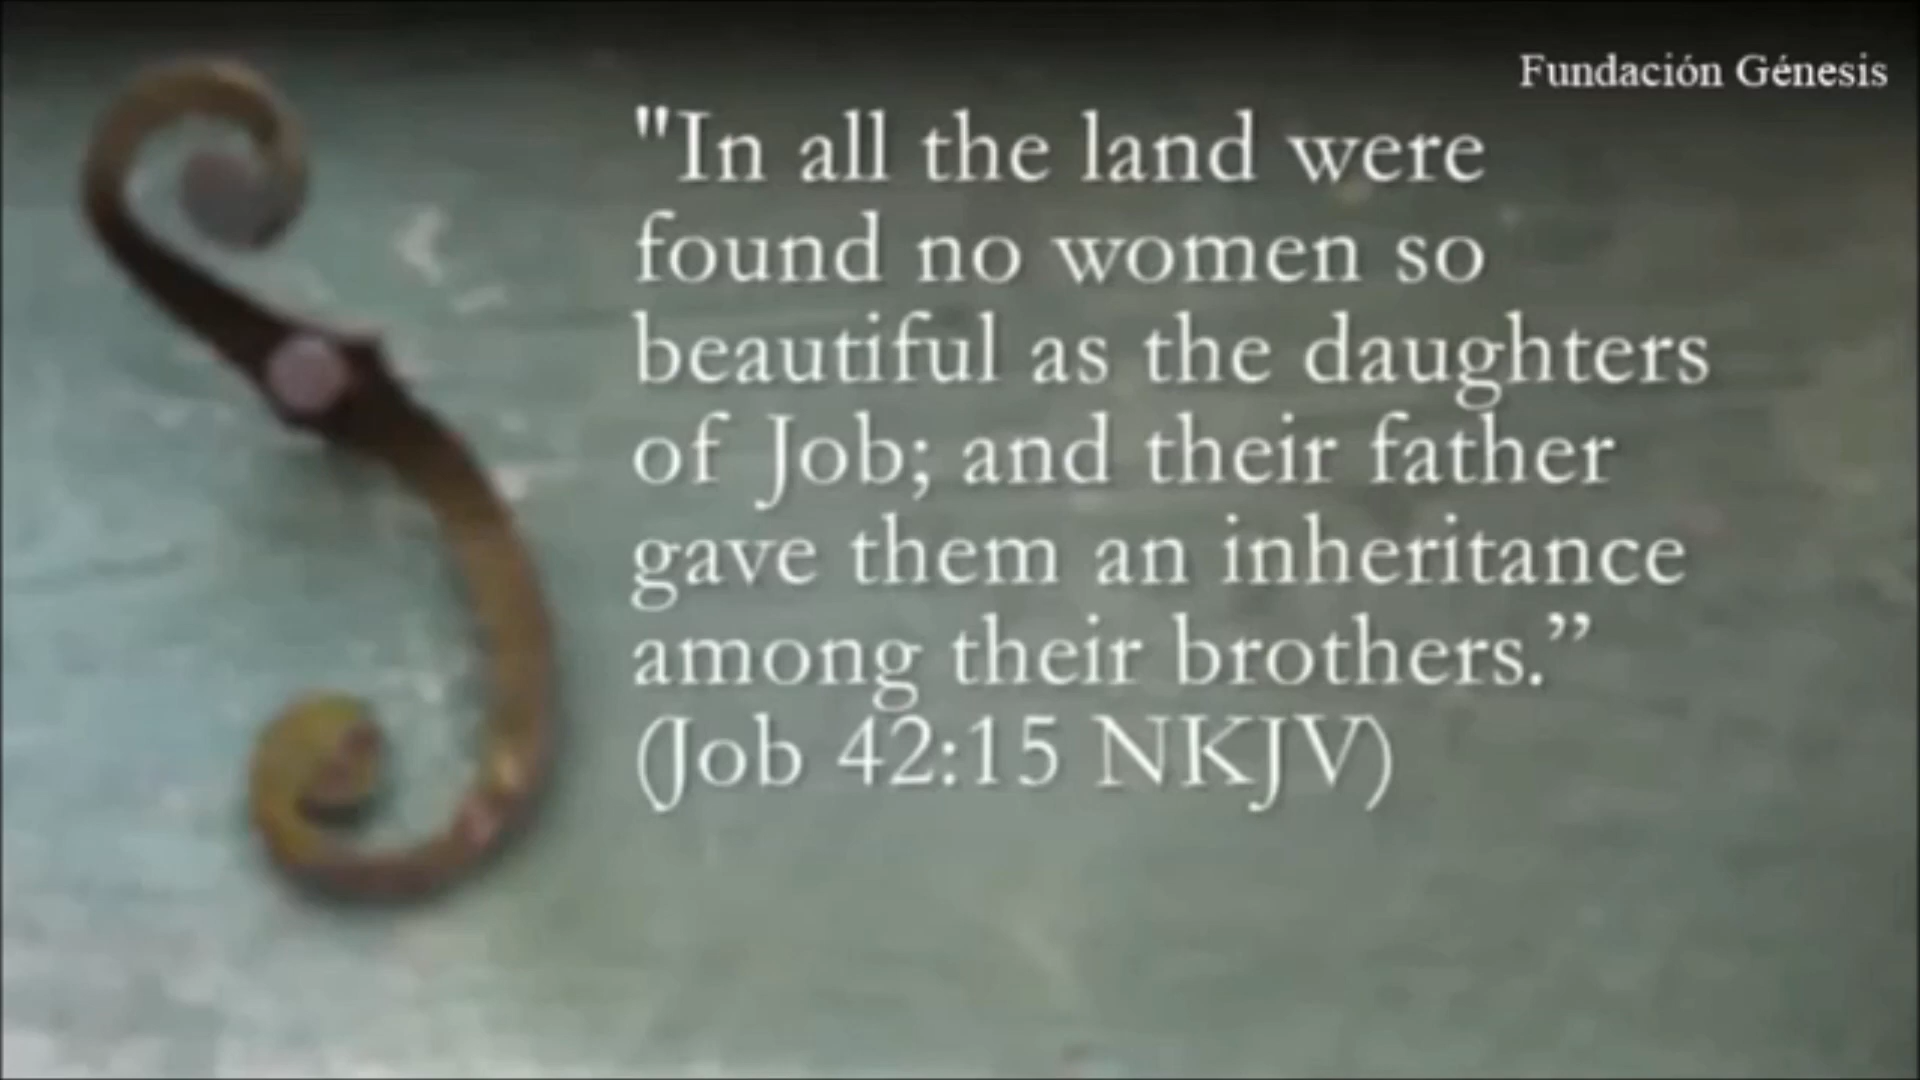 Fundación Génesis
"In all the land were
found no women so
beautiful as the daughters
of Job; and their father
gave them an inheritance
among their brothers.”
(Job 42:15 NKJV)